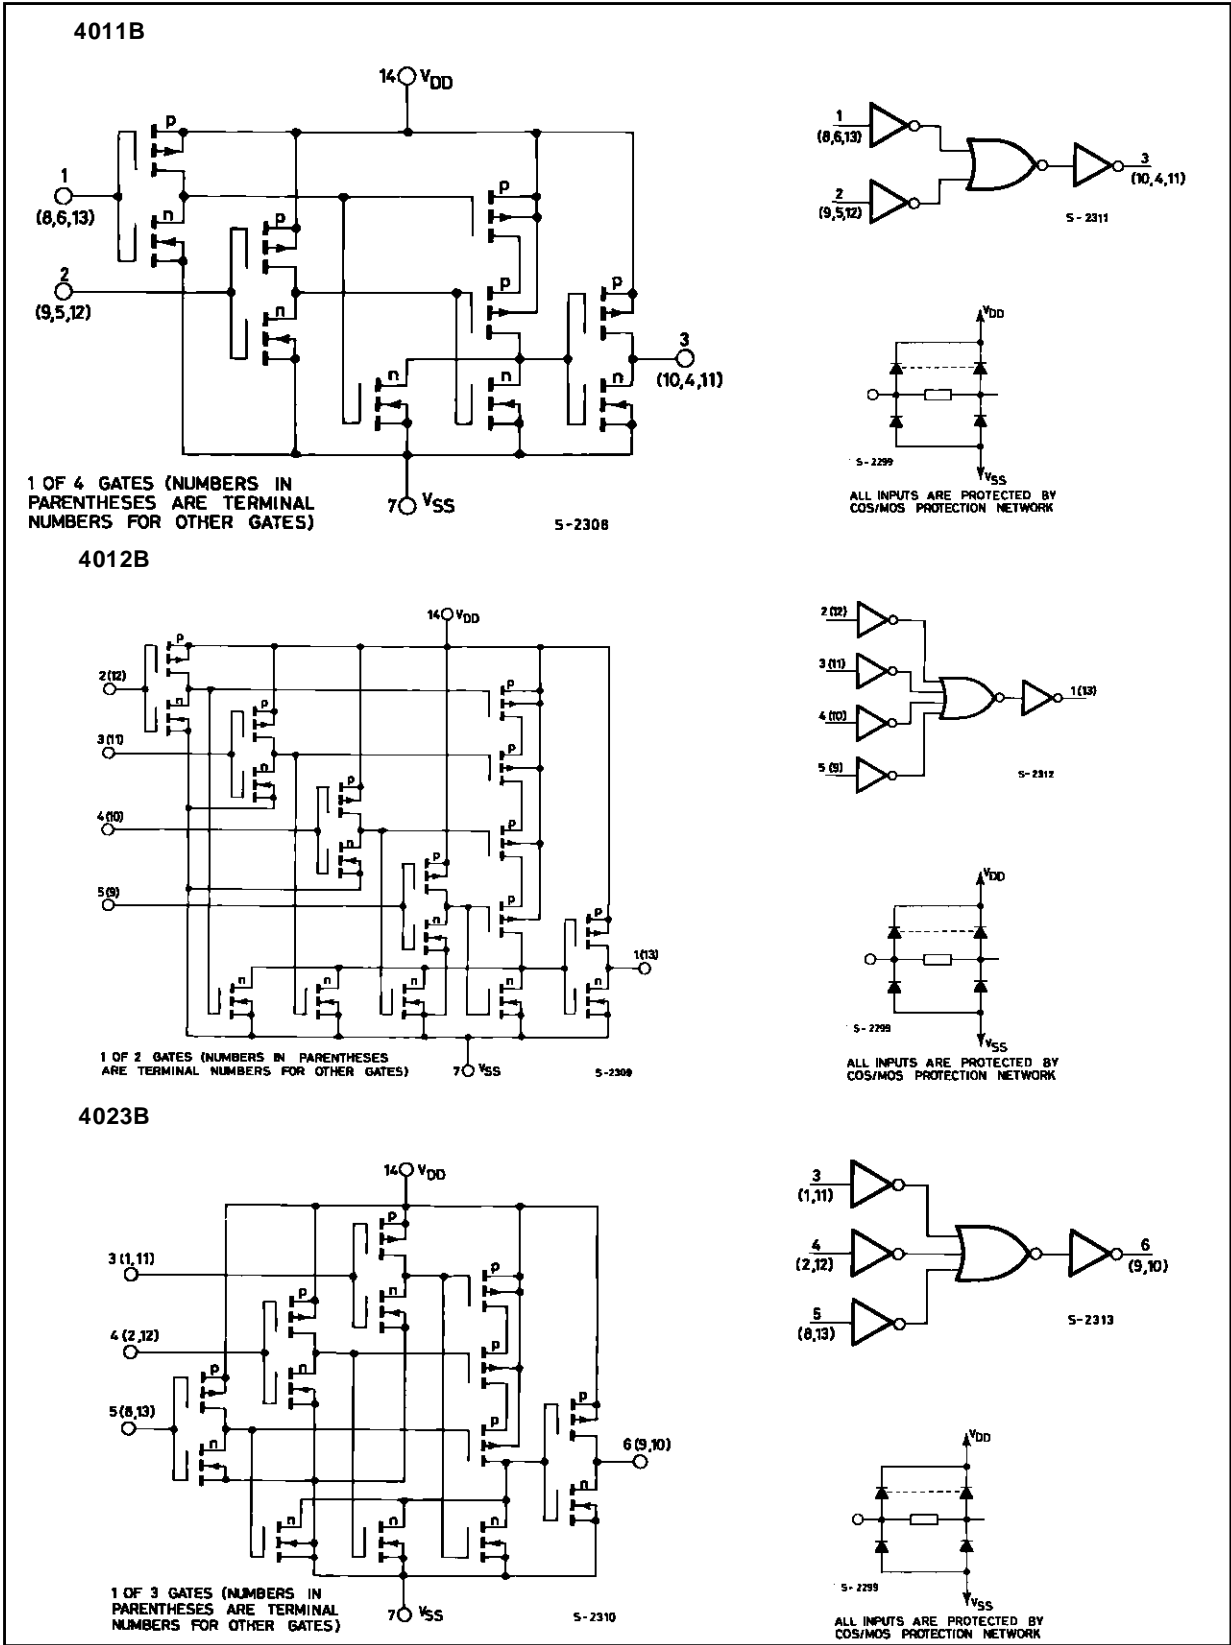 4011B
14 VDD
p
1
(8,6,13)
n
p
p
2
(9,5,12)
n
p
p
n
n
n
3
(10,4,11)
7 VSS
1 OF 4 GATES (NUMBERS IN
PARENTHESES ARE TERMINAL
NUMBERS FOR OTHER GATES)
S-2308
1
(8,6,13)
2
(9,5,12)
3
(10,4,11)
S-2311
VDD
S-2299
VSS
ALL INPUTS ARE PROTECTED BY
COS/MOS PROTECTION NETWORK
4012B
14 VDD
p
2(12)
n
p
p
3(11)
n
p
p
4(10)
n
p
p
5(9)
n
p
p
n
n
n
n
n
1(13)
7 VSS
1 OF 2 GATES (NUMBERS IN PARENTHESES
ARE TERMINAL NUMBERS FOR OTHER GATES)
S-2309
2(12)
3(11)
4(10)
5(9)
1(13)
S-2312
VDD
S-2299
VSS
ALL INPUTS ARE PROTECTED BY
COS/MOS PROTECTION NETWORK
4023B
14 VDD
p
3(1,11)
n
p
p
4(2,12)
n
p
p
5(8,13)
n
p
p
n
n
n
n
6(9,10)
7 VSS
1 OF 3 GATES (NUMBERS IN
PARENTHESES ARE TERMINAL
NUMBERS FOR OTHER GATES)
S-2310
3
(1,11)
4
(2,12)
5
(8,13)
6
(9,10)
S-2313
VDD
S-2299
VSS
ALL INPUTS ARE PROTECTED BY
COS/MOS PROTECTION NETWORK